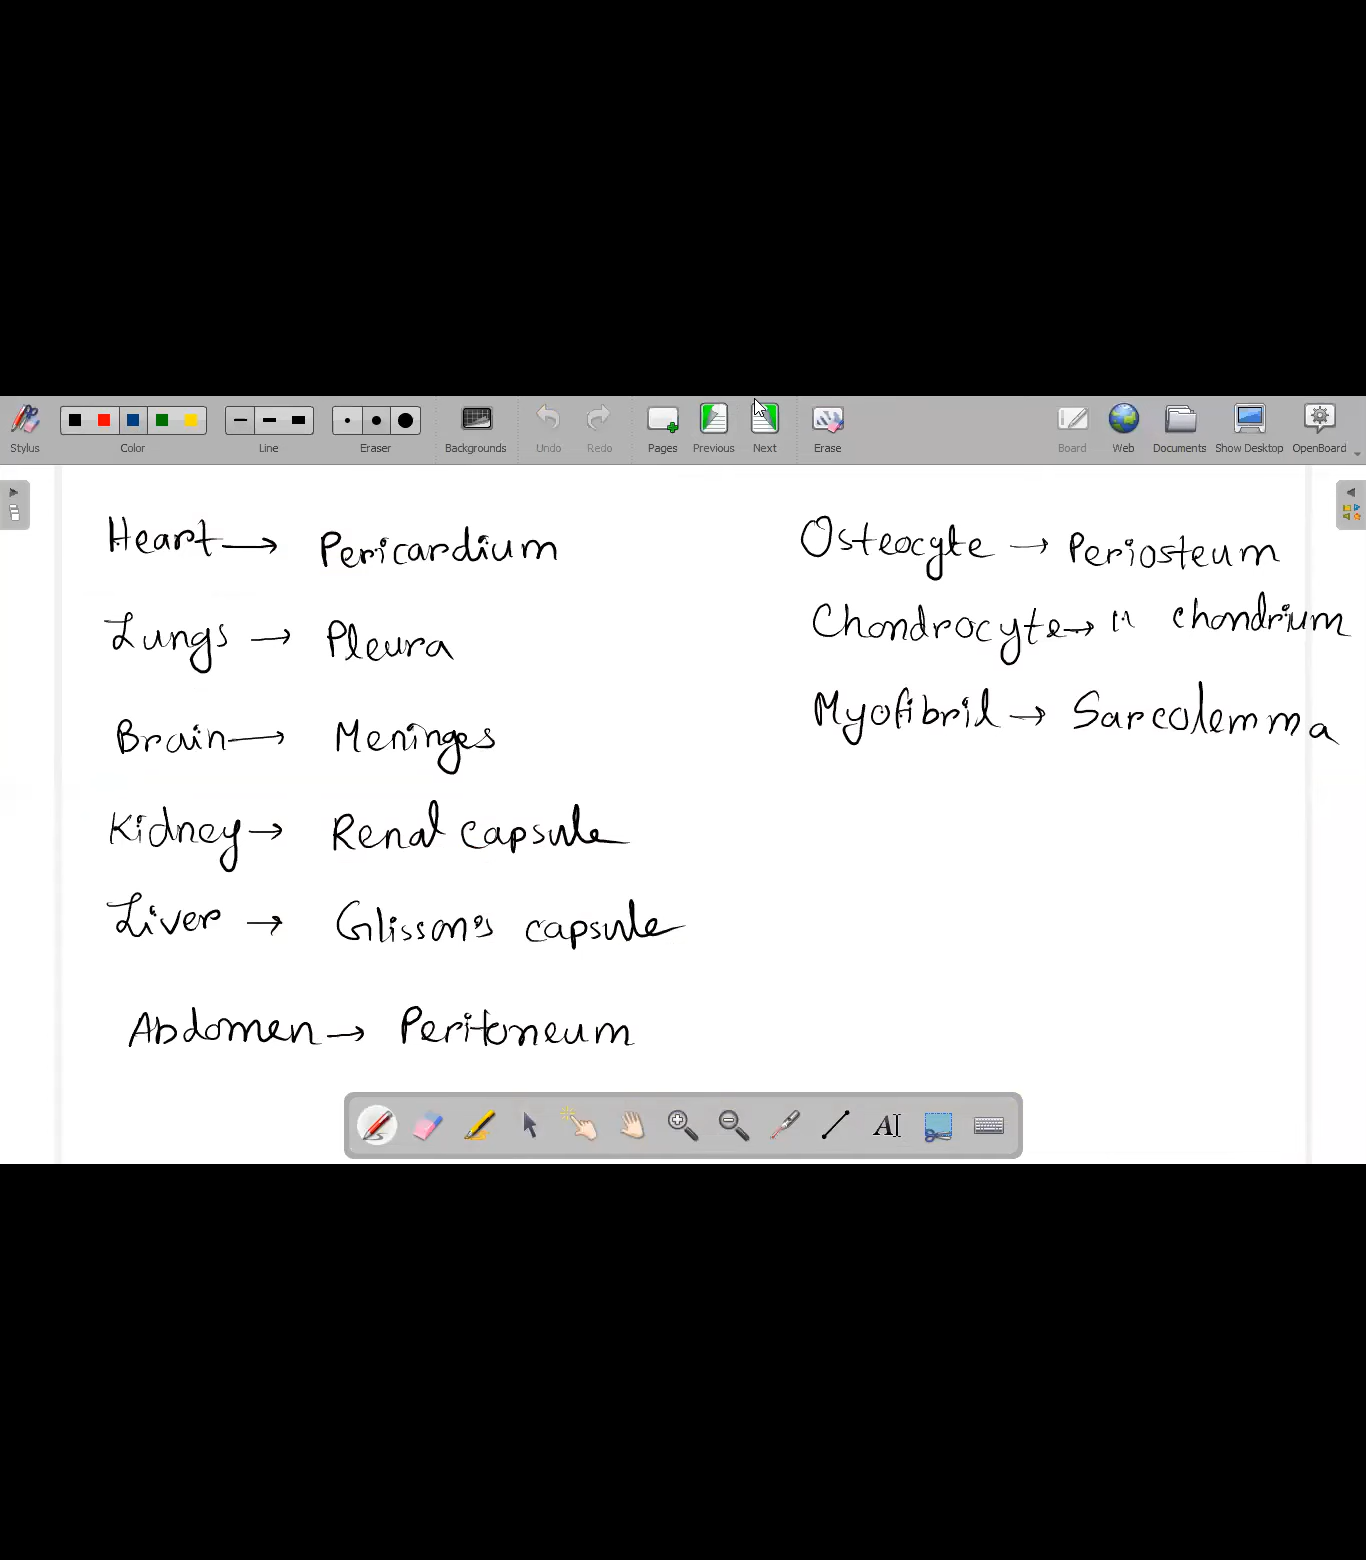 Stylus Color Line Eraser Backgrounds Undo Redo Pages Previous Next Erase Board Web Documents Show Desktop OpenBoard
Heart → Pericardium
Lungs → Pleura
Brain → Meninges
Kidney → Renal capsule
Liver → Glisson's capsule
Abdomen → Peritoneum
Osteocyte → Periosteum
Chondrocyte → " chondrium
Myofibril → Sarcolemma
AI